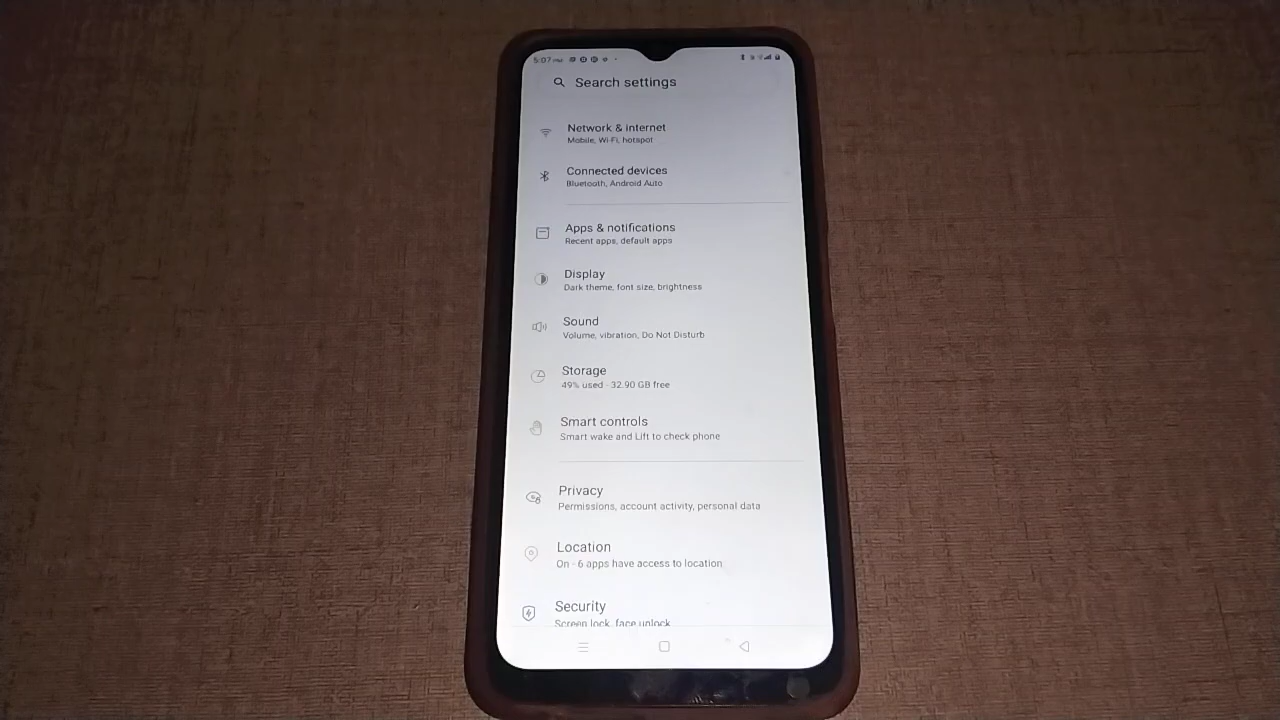 5:07 PM
Search settings
Network & internet
Mobile, Wi-Fi, hotspot
Connected devices
Bluetooth, Android Auto
Apps & notifications
Recent apps, default apps
Display
Dark theme, font size, brightness
Sound
Volume, vibration, Do Not Disturb
Storage
49% used - 32.90 GB free
Smart controls
Smart wake and Lift to check phone
Privacy
Permissions, account activity, personal data
Location
On - 6 apps have access to location
Security
Screen lock, face unlock